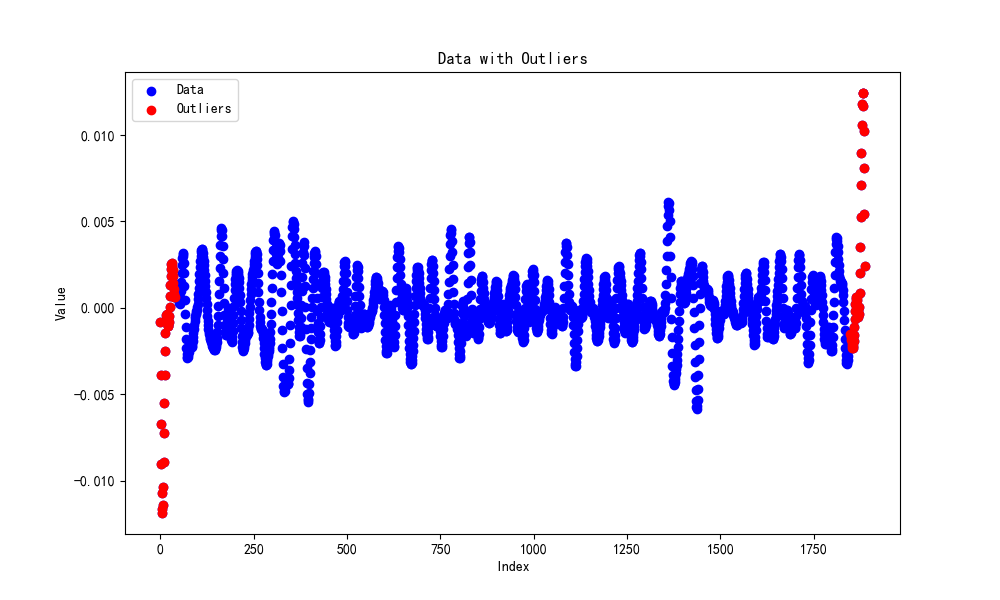 Data with Outliers
Data
Outliers
0.010
0.005
0.000
-0.005
-0.010
Value
0 250 500 750 1000 1250 1500 1750
Index